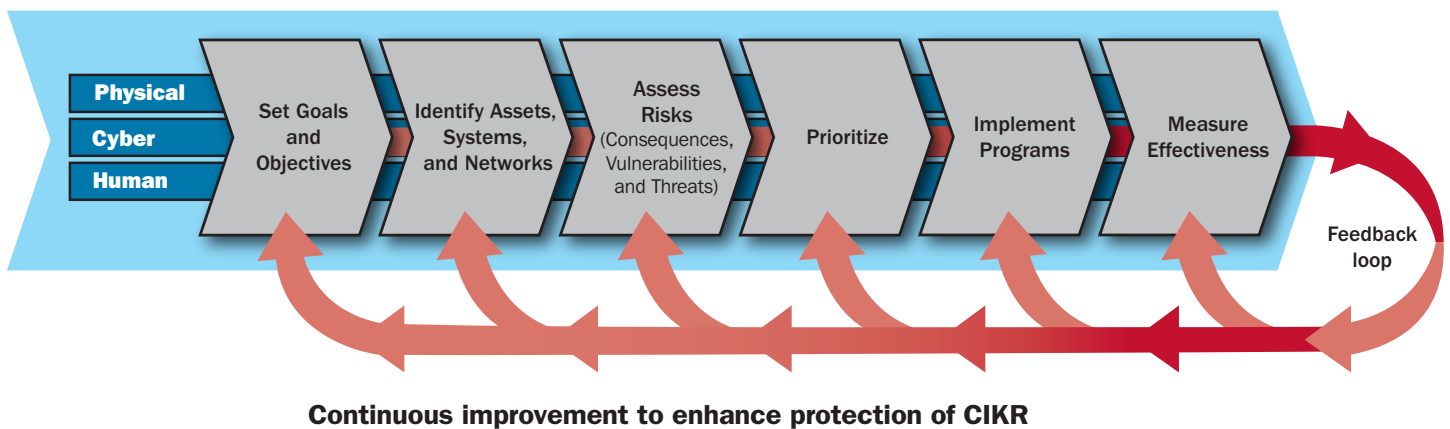 Physical
Cyber
Human
Set Goals
and
Objectives
Identify Assets,
Systems,
and Networks
Assess
Risks
(Consequences,
Vulnerabilities,
and Threats)
Prioritize
Implement
Programs
Measure
Effectiveness
Feedback
loop
Continuous improvement to enhance protection of CIKR